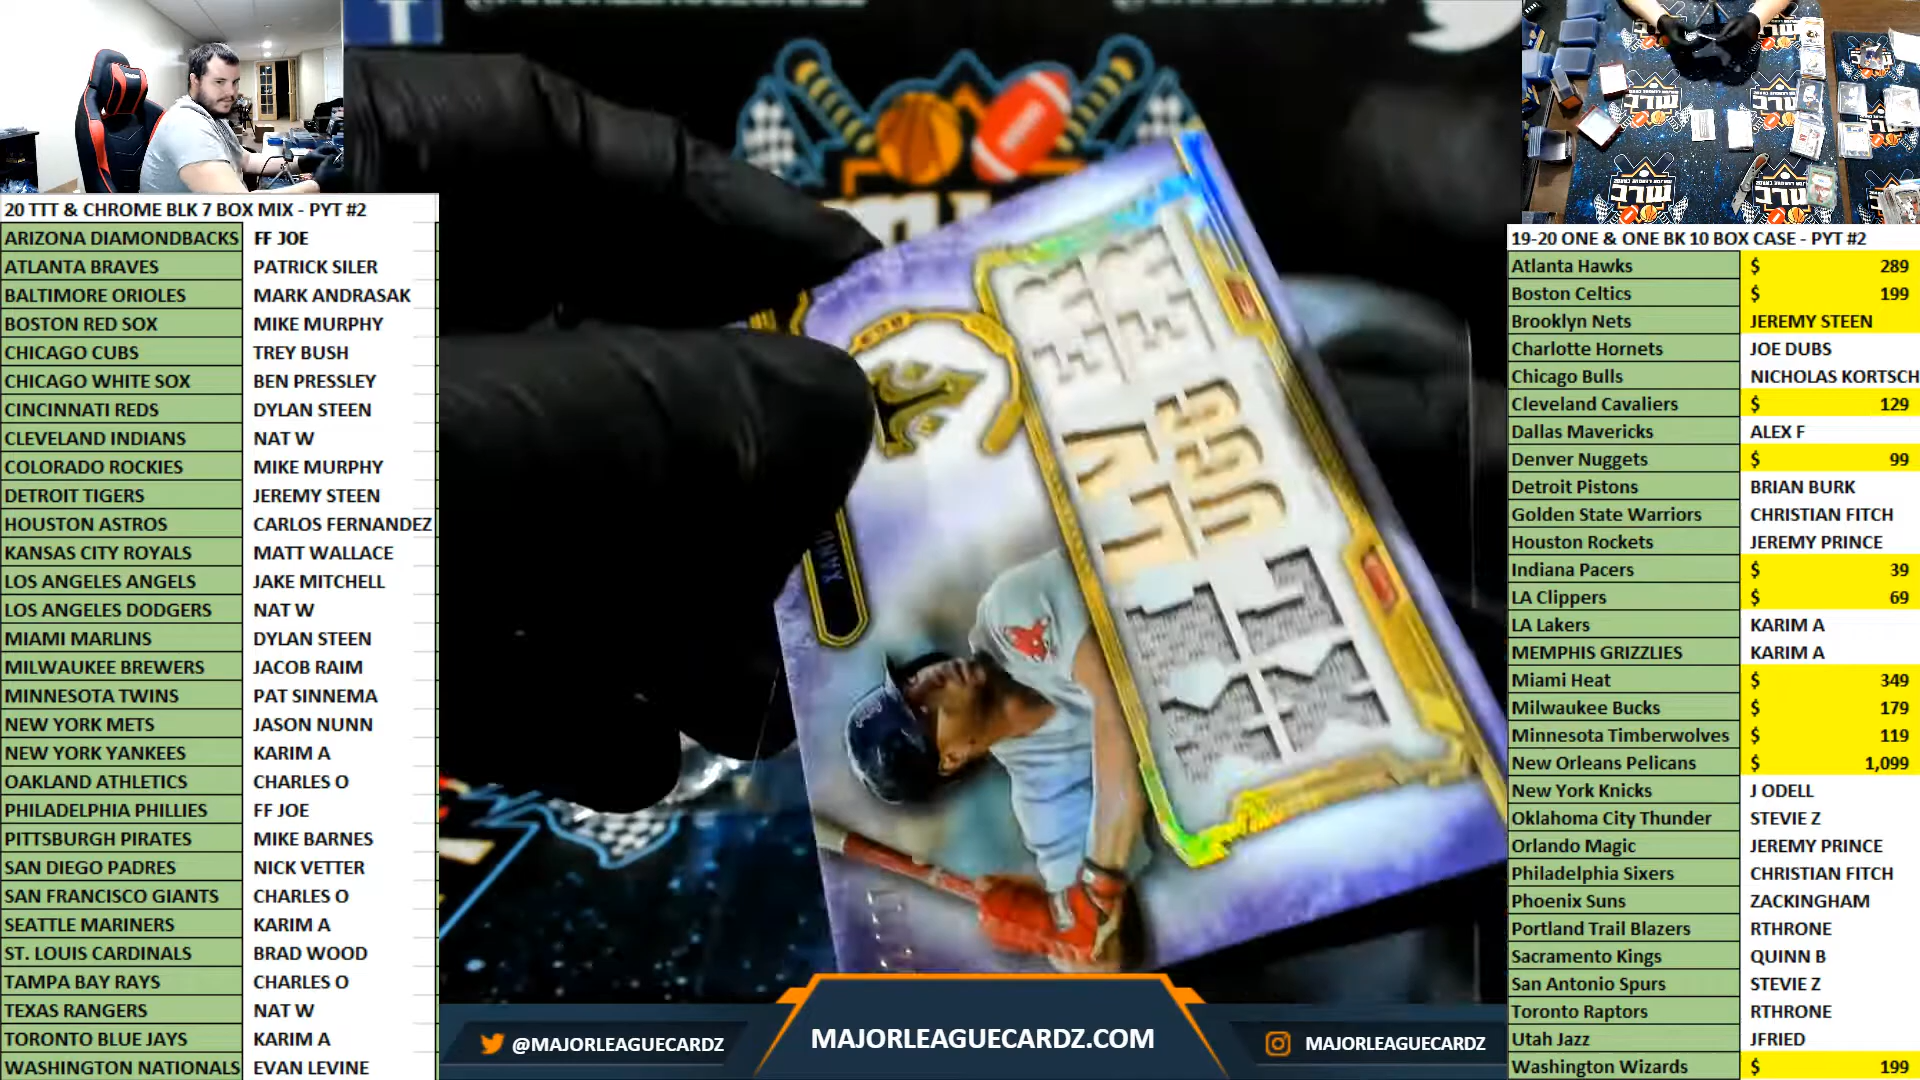 20 TTT & CHROME BLK 7 BOX MIX - PYT #2
ARIZONA DIAMONDBACKS FF JOE
ATLANTA BRAVES PATRICK SILER
BALTIMORE ORIOLES MARK ANDRASAK
BOSTON RED SOX MIKE MURPHY
CHICAGO CUBS TREY BUSH
CHICAGO WHITE SOX BEN PRESSLEY
CINCINNATI REDS DYLAN STEEN
CLEVELAND INDIANS NAT W
COLORADO ROCKIES MIKE MURPHY
DETROIT TIGERS JEREMY STEEN
HOUSTON ASTROS CARLOS FERNANDEZ
KANSAS CITY ROYALS MATT WALLACE
LOS ANGELES ANGELS JAKE MITCHELL
LOS ANGELES DODGERS NAT W
MIAMI MARLINS DYLAN STEEN
MILWAUKEE BREWERS JACOB RAIM
MINNESOTA TWINS PAT SINNEMA
NEW YORK METS JASON NUNN
NEW YORK YANKEES KARIM A
OAKLAND ATHLETICS CHARLES O
PHILADELPHIA PHILLIES FF JOE
PITTSBURGH PIRATES MIKE BARNES
SAN DIEGO PADRES NICK VETTER
SAN FRANCISCO GIANTS CHARLES O
SEATTLE MARINERS KARIM A
ST. LOUIS CARDINALS BRAD WOOD
TAMPA BAY RAYS CHARLES O
TEXAS RANGERS NAT W
TORONTO BLUE JAYS KARIM A
WASHINGTON NATIONALS EVAN LEVINE
@MAJORLEAGUECARDZ
MAJORLEAGUECARDZ.COM
MAJORLEAGUECARDZ
19-20 ONE & ONE BK 10 BOX CASE - PYT #2
Atlanta Hawks $ 289
Boston Celtics $ 199
Brooklyn Nets JEREMY STEEN
Charlotte Hornets JOE DUBS
Chicago Bulls NICHOLAS KORTSCH
Cleveland Cavaliers $ 129
Dallas Mavericks ALEX F
Denver Nuggets $ 99
Detroit Pistons BRIAN BURK
Golden State Warriors CHRISTIAN FITCH
Houston Rockets JEREMY PRINCE
Indiana Pacers $ 39
LA Clippers $ 69
LA Lakers KARIM A
MEMPHIS GRIZZLIES KARIM A
Miami Heat $ 349
Milwaukee Bucks $ 179
Minnesota Timberwolves $ 119
New Orleans Pelicans $ 1,099
New York Knicks J ODELL
Oklahoma City Thunder STEVIE Z
Orlando Magic JEREMY PRINCE
Philadelphia Sixers CHRISTIAN FITCH
Phoenix Suns ZACKINGHAM
Portland Trail Blazers RTHRONE
Sacramento Kings QUINN B
San Antonio Spurs STEVIE Z
Toronto Raptors RTHRONE
Utah Jazz JFRIED
Washington Wizards $ 199